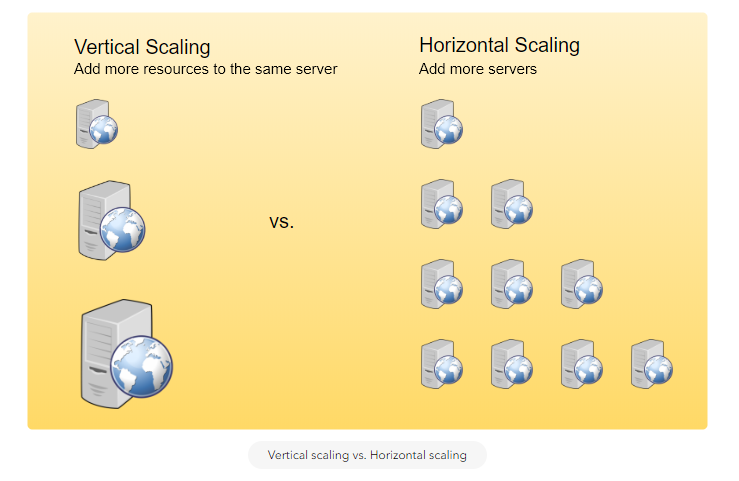 Vertical Scaling
Add more resources to the same server
Horizontal Scaling
Add more servers
vs.
Vertical scaling vs. Horizontal scaling